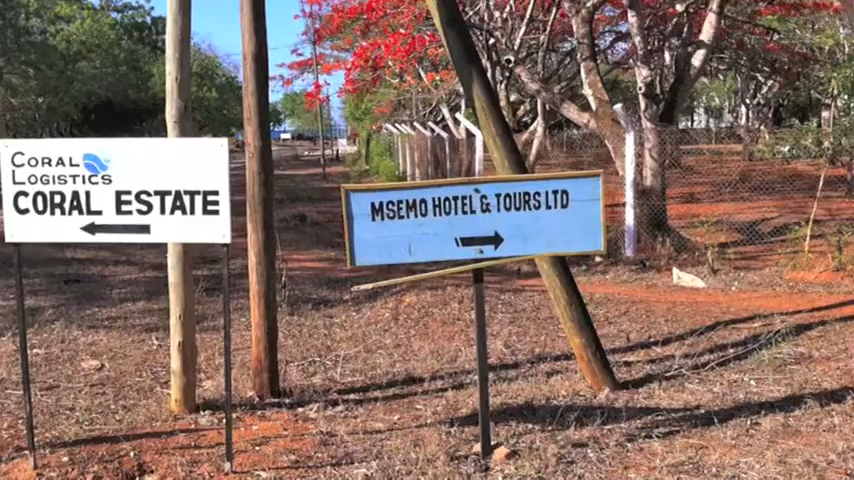 CORAL
LOGISTICS
CORAL ESTATE
MSEMO HOTEL & TOURS LTD